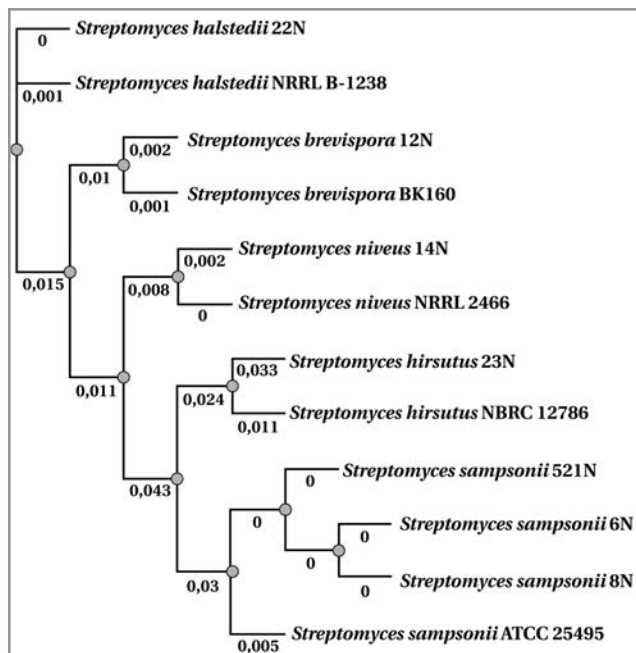 Streptomyces halstedii 22N
0
Streptomyces halstedii NRRL B-1238
0,001
Streptomyces brevispora 12N
0,002
0,01
Streptomyces brevispora BK160
0,001
Streptomyces niveus 14N
0,002
0,015
0,008
Streptomyces niveus NRRL 2466
0
Streptomyces hirsutus 23N
0,033
0,011
0,024
Streptomyces hirsutus NBRC 12786
0,011
Streptomyces sampsonii 521N
0
0,043
0
Streptomyces sampsonii 6N
0
0
Streptomyces sampsonii 8N
0
0,03
Streptomyces sampsonii ATCC 25495
0,005